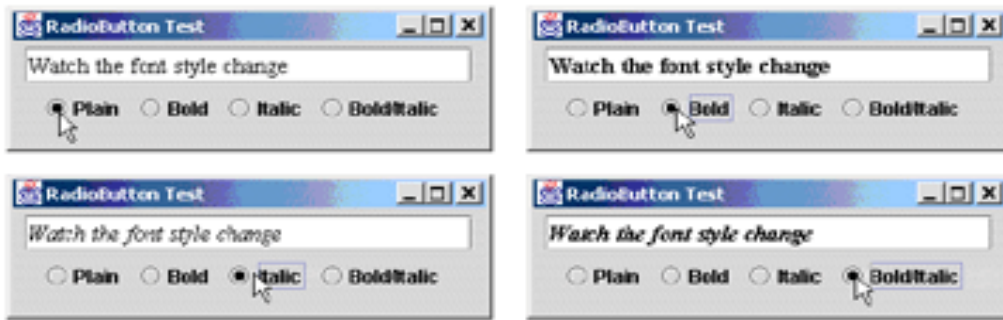 RadioButton Test
Watch the font style change
Plain Bold Italic Bold/Italic
RadioButton Test
Watch the font style change
Plain Bold Italic Bold/Italic
RadioButton Test
Watch the font style change
Plain Bold Italic Bold/Italic
RadioButton Test
Watch the font style change
Plain Bold Italic Bold/Italic